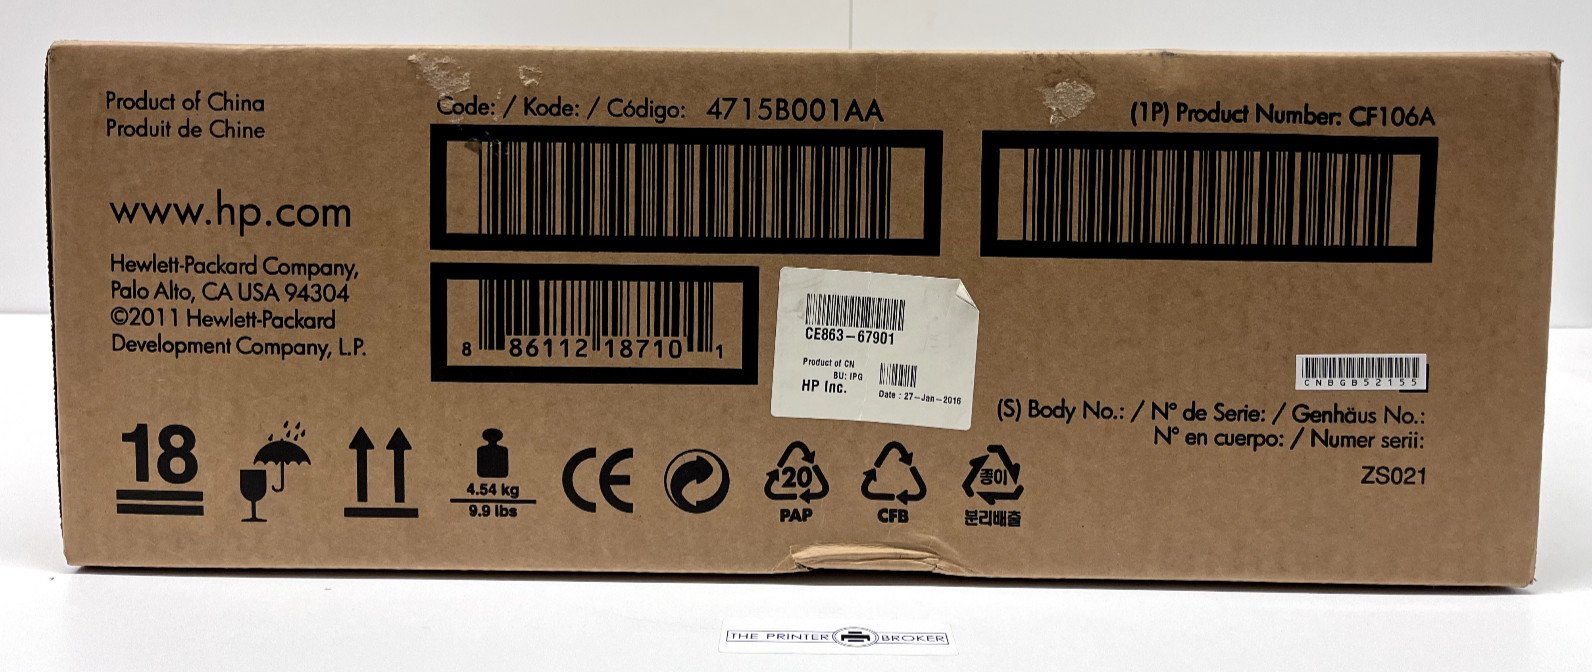 Product of China
Produit de Chine
www.hp.com
Hewlett-Packard Company,
Palo Alto, CA USA 94304
©2011 Hewlett-Packard
Development Company, L.P.
Code: / Kode: / Código: 4715B001AA
(1P) Product Number: CF106A
8 86112 18710 1
CE863-67901
Product of CN
BU: IPG
HP Inc.
Date : 27-Jan-2016
CNBGB52155
(S) Body No.: / N° de Serie: / Genhäus No.:
N° en cuerpo: / Numer serii:
ZS021
18
4.54 kg
9.9 lbs
CE
20
PAP
CFB
종이
분리배출
THE PRINTER BROKER